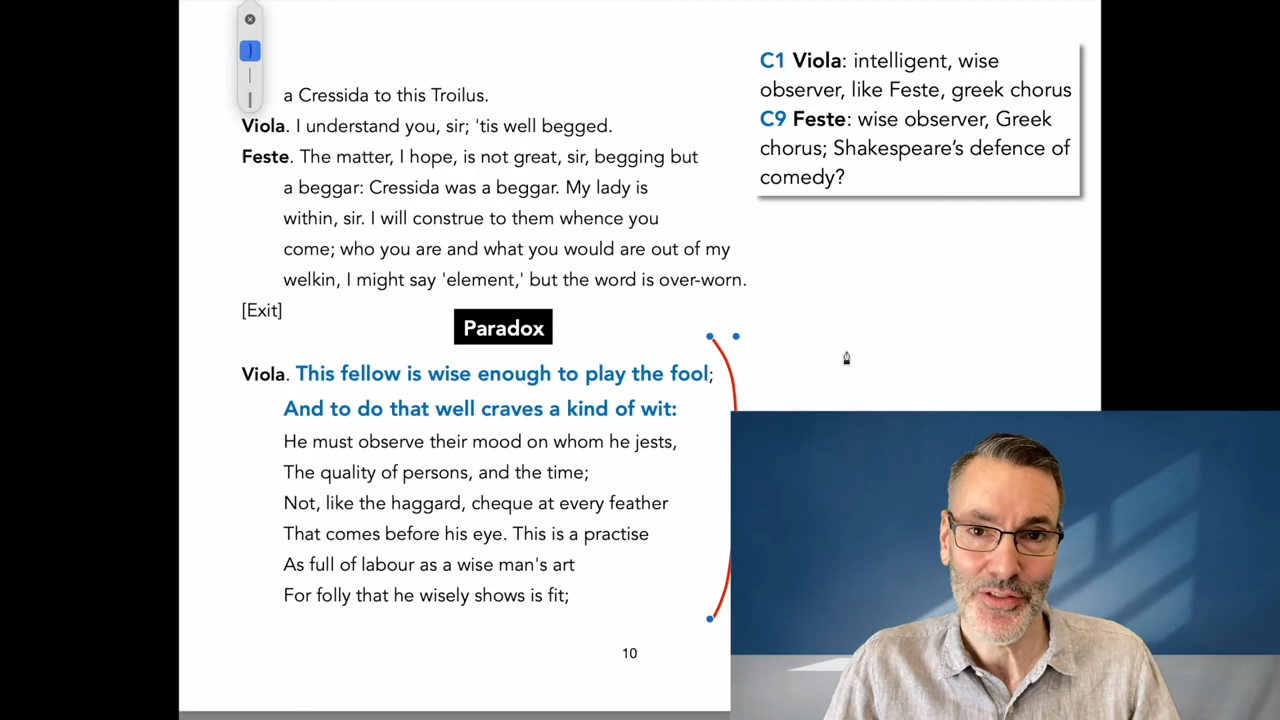 a Cressida to this Troilus.
Viola. I understand you, sir; 'tis well begged.
Feste. The matter, I hope, is not great, sir, begging but
a beggar: Cressida was a beggar. My lady is
within, sir. I will construe to them whence you
come; who you are and what you would are out of my
welkin, I might say 'element,' but the word is over-worn.
[Exit]
Paradox
Viola. This fellow is wise enough to play the fool;
And to do that well craves a kind of wit:
He must observe their mood on whom he jests,
The quality of persons, and the time;
Not, like the haggard, cheque at every feather
That comes before his eye. This is a practise
As full of labour as a wise man's art
For folly that he wisely shows is fit;
10
C1 Viola: intelligent, wise
observer, like Feste, greek chorus
C9 Feste: wise observer, Greek
chorus; Shakespeare's defence of
comedy?